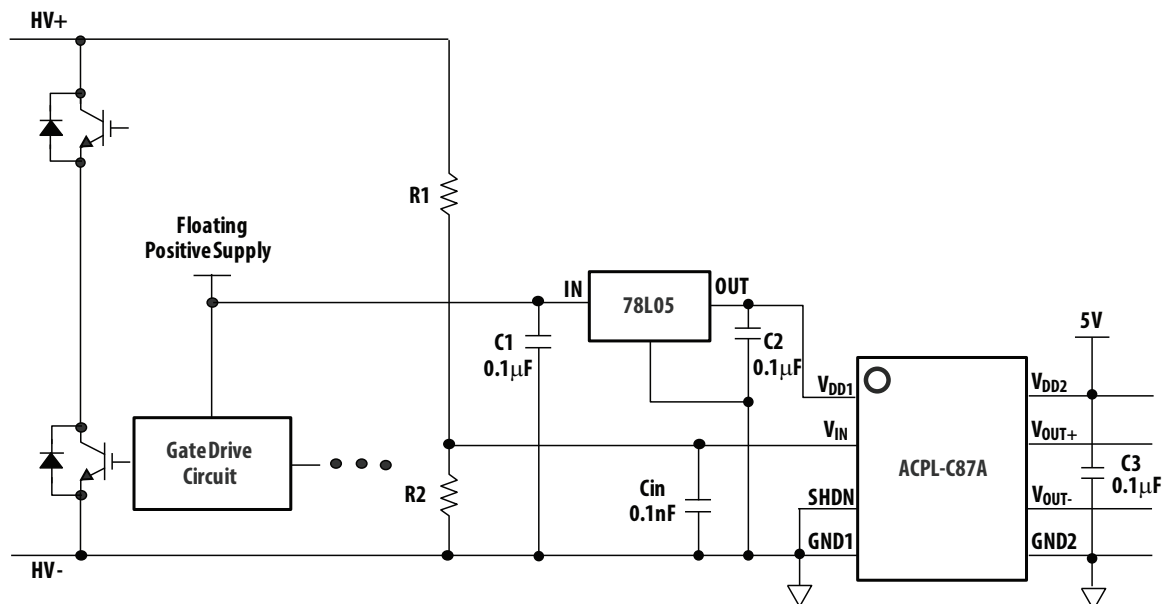 HV+
R1
Floating
Positive Supply
IN
78L05
OUT
C1
0.1μF
C2
0.1μF
5V
VDD1
VDD2
VIN
VOUT+
Gate Drive
Circuit
ACPL-C87A
C3
0.1μF
R2
Cin
0.1nF
SHDN
VOUT-
GND1
GND2
HV-